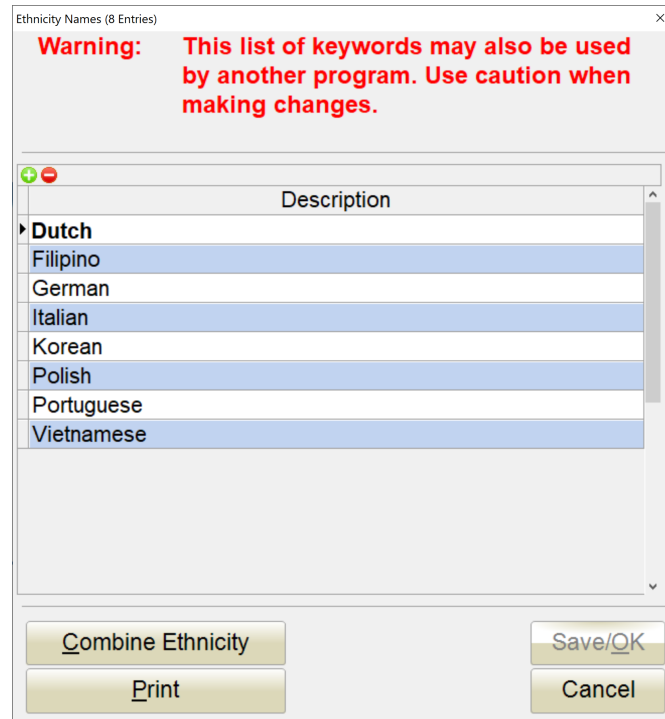 Ethnicity Names (8 Entries)
Warning: This list of keywords may also be used
by another program. Use caution when
making changes.
Description
Dutch
Filipino
German
Italian
Korean
Polish
Portuguese
Vietnamese
Combine Ethnicity
Save/OK
Print
Cancel